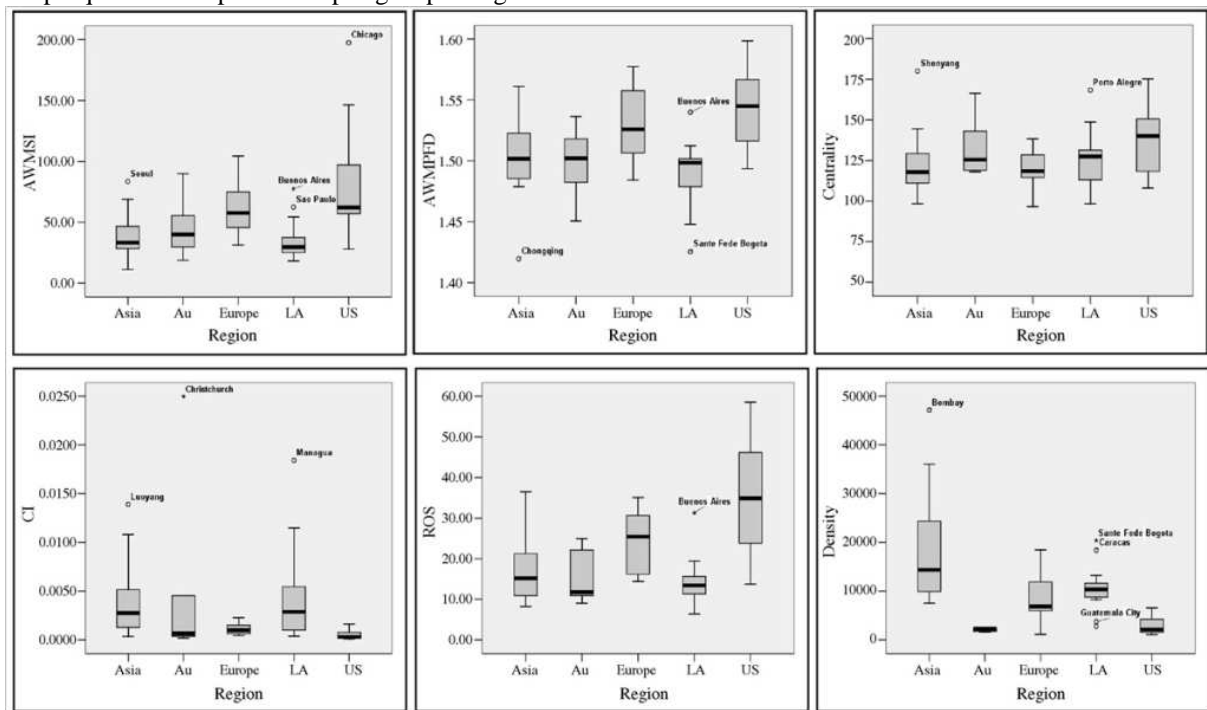 200.00
150.00
100.00
50.00
0.00
AWMSI
Chicago
Seoul
Buenos Aires
Sao Paulo
Asia Au Europe LA US
Region
1.60
1.55
1.50
1.45
1.40
AWMPFD
Buenos Aires
Chongqing
Sante Fede Bogota
Asia Au Europe LA US
Region
200
175
150
125
100
75
50
Centrality
Shenyang
Porto Alegre
Asia Au Europe LA US
Region
0.0250
0.0200
0.0150
0.0100
0.0050
0.0000
CI
Christchurch
Managua
Luoyang
Asia Au Europe LA US
Region
60.00
50.00
40.00
30.00
20.00
10.00
0.00
ROS
Buenos Aires
Asia Au Europe LA US
Region
50000
40000
30000
20000
10000
0
Density
Bombay
Sante Fede Bogota
Caracas
Guatemala City
Asia Au Europe LA US
Region